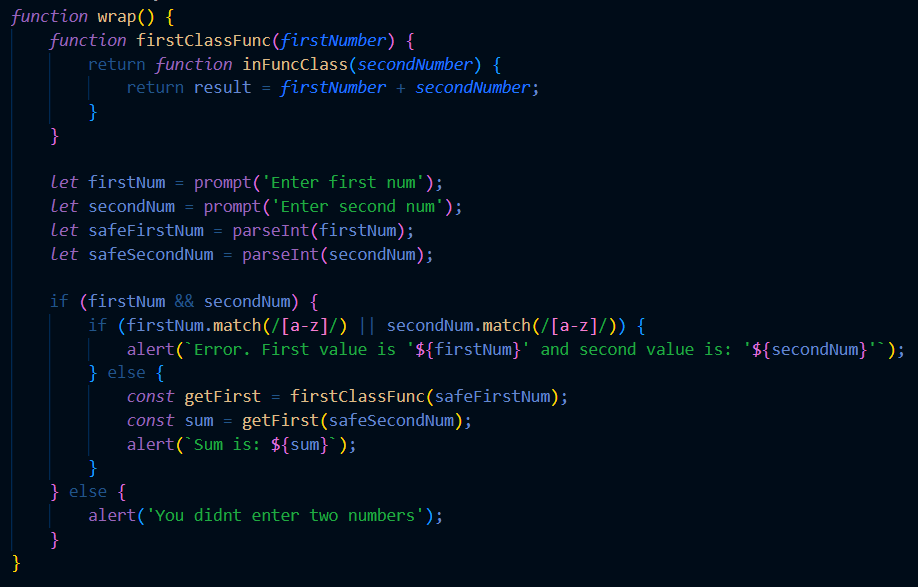 function wrap() {
    function firstClassFunc(firstNumber) {
        return function inFuncClass(secondNumber) {
            return result = firstNumber + secondNumber;
        }
    }

    let firstNum = prompt('Enter first num');
    let secondNum = prompt('Enter second num');
    let safeFirstNum = parseInt(firstNum);
    let safeSecondNum = parseInt(secondNum);

    if (firstNum && secondNum) {
        if (firstNum.match(/[a-z]/) || secondNum.match(/[a-z]/)) {
            alert(`Error. First value is '${firstNum}' and second value is: '${secondNum}'`);
        } else {
            const getFirst = firstClassFunc(safeFirstNum);
            const sum = getFirst(safeSecondNum);
            alert(`Sum is: ${sum}`);
        }
    } else {
        alert('You didnt enter two numbers');
    }
}